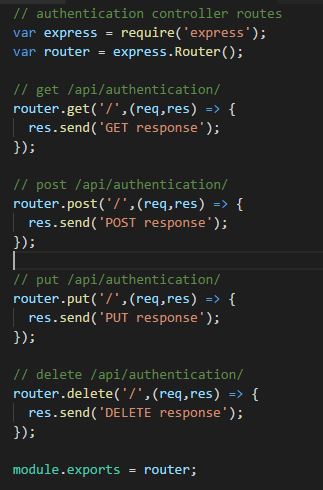 // authentication controller routes
var express = require('express');
var router = express.Router();
// get /api/authentication/
router.get('/',(req,res) => {
res.send('GET response');
});
// post /api/authentication/
router.post('/',(req,res) => {
res.send('POST response');
});
// put /api/authentication/
router.put('/',(req,res) => {
res.send('PUT response');
});
// delete /api/authentication/
router.delete('/',(req,res) => {
res.send('DELETE response');
});
module.exports = router;